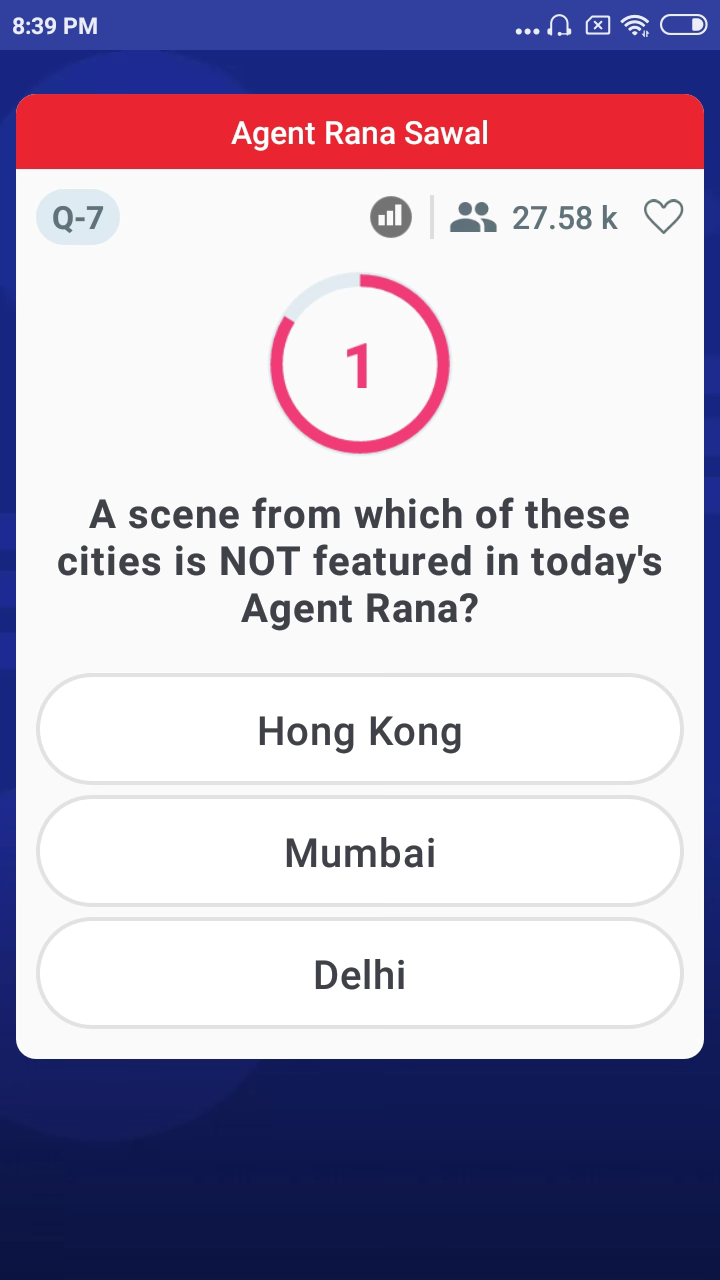 8:39 PM
Agent Rana Sawal
Q-7
27.58 k
1
A scene from which of these
cities is NOT featured in today's
Agent Rana?
Hong Kong
Mumbai
Delhi